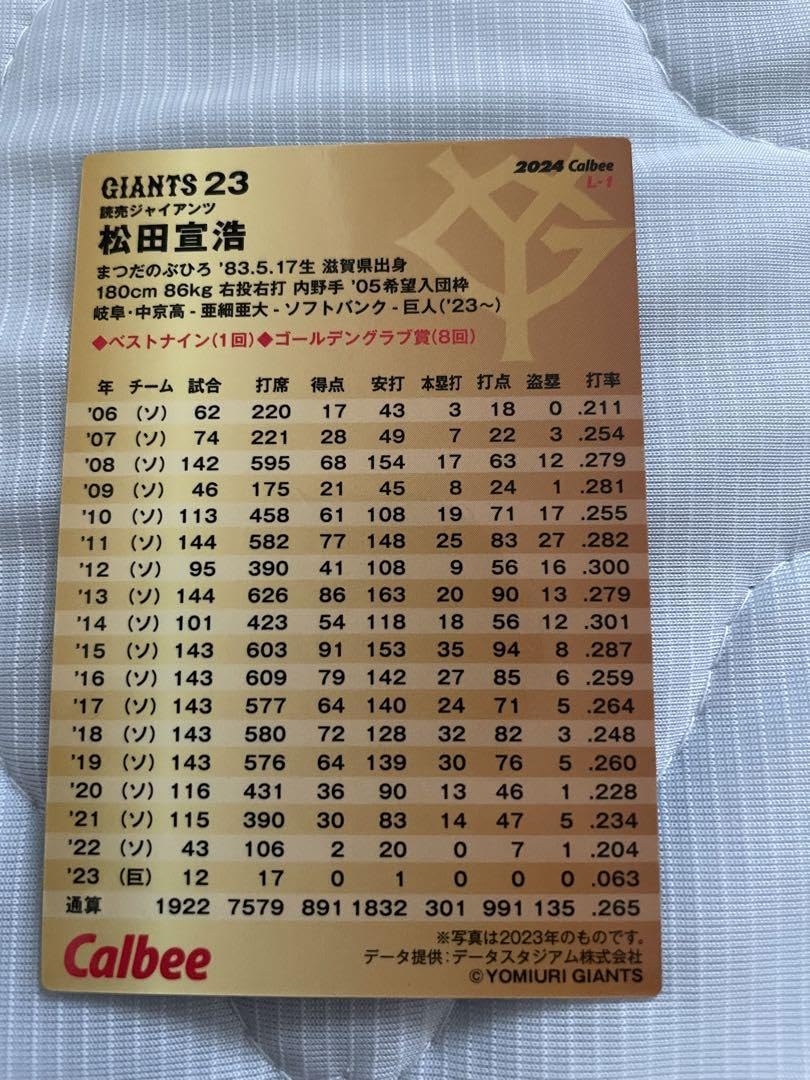 GIANTS 23
読売ジャイアンツ
松田宣浩
2024 Calbee
L-1
まつだのぶひろ '83.5.17生 滋賀県出身
180cm 86kg 右投右打 内野手 '05希望入団枠
岐阜・中京高 - 亜細亜大 - ソフトバンク - 巨人('23〜)
◆ベストナイン(1回)◆ゴールデングラブ賞(8回)
年 チーム 試合 打席 得点 安打 本塁打 打点 盗塁 打率
'06 (ソ) 62 220 17 43 3 18 0 .211
'07 (ソ) 74 221 28 49 7 22 3 .254
'08 (ソ) 142 595 68 154 17 63 12 .279
'09 (ソ) 46 175 21 45 8 24 1 .281
'10 (ソ) 113 458 61 108 19 71 17 .255
'11 (ソ) 144 582 77 148 25 83 27 .282
'12 (ソ) 95 390 41 108 9 56 16 .300
'13 (ソ) 144 626 86 163 20 90 13 .279
'14 (ソ) 101 423 54 118 18 56 12 .301
'15 (ソ) 143 603 91 153 35 94 8 .287
'16 (ソ) 143 609 79 142 27 85 6 .259
'17 (ソ) 143 577 64 140 24 71 5 .264
'18 (ソ) 143 580 72 128 32 82 3 .248
'19 (ソ) 143 576 64 139 30 76 5 .260
'20 (ソ) 116 431 36 90 13 46 1 .228
'21 (ソ) 115 390 30 83 14 47 5 .234
'22 (ソ) 43 106 2 20 0 7 1 .204
'23 (巨) 12 17 0 1 0 0 0 .063
通算 1922 7579 891 1832 301 991 135 .265
※写真は2023年のものです。
データ提供:データスタジアム株式会社
©YOMIURI GIANTS
Calbee